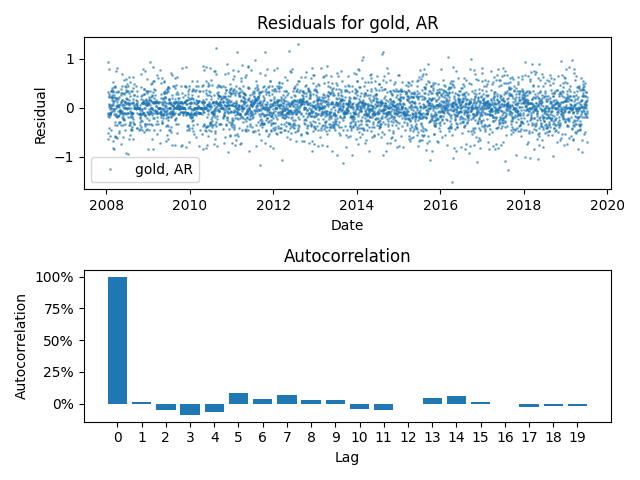 Residuals for gold, AR
1
0
−1
Residual
gold, AR
2008 2010 2012 2014 2016 2018 2020
Date
Autocorrelation
100%
75%
50%
25%
0%
Autocorrelation
0 1 2 3 4 5 6 7 8 9 10 11 12 13 14 15 16 17 18 19
Lag